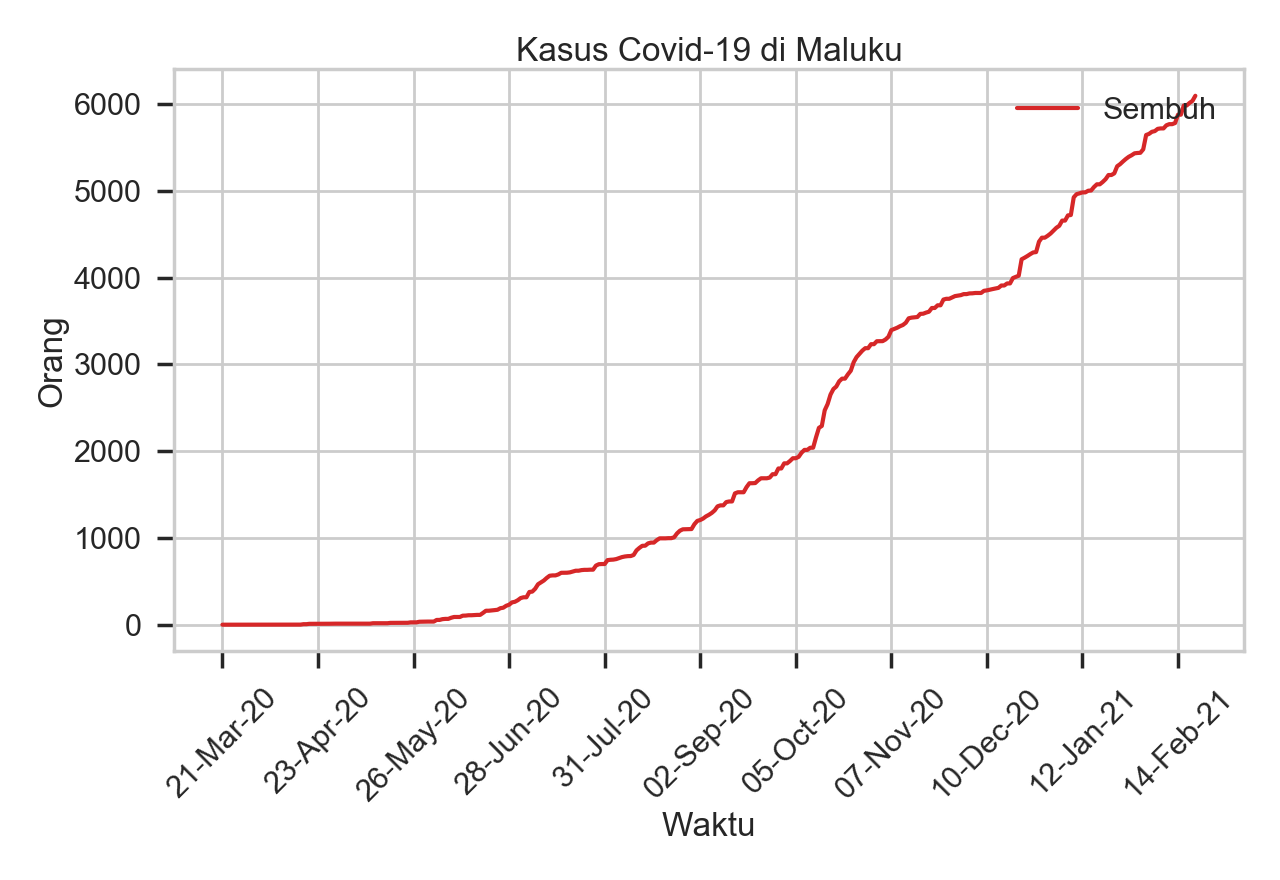 Kasus Covid-19 di Maluku
Sembuh
6000
5000
4000
3000
2000
1000
0
Orang
21-Mar-20
23-Apr-20
26-May-20
28-Jun-20
31-Jul-20
02-Sep-20
05-Oct-20
07-Nov-20
10-Dec-20
12-Jan-21
14-Feb-21
Waktu